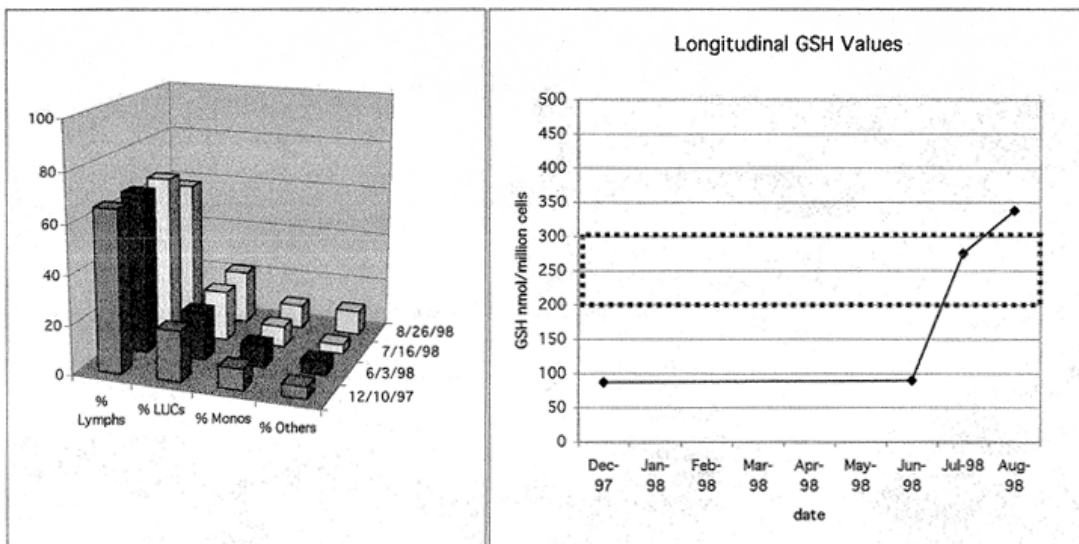 100
80
60
40
20
0
%
Lymphs
% LUCs
% Monos
% Others
8/26/98
7/16/98
6/3/98
12/10/97
Longitudinal GSH Values
GSH nmol/million cells
500
450
400
350
300
250
200
150
100
50
0
Dec-97
Jan-98
Feb-98
Mar-98
Apr-98
May-98
Jun-98
Jul-98
Aug-98
date